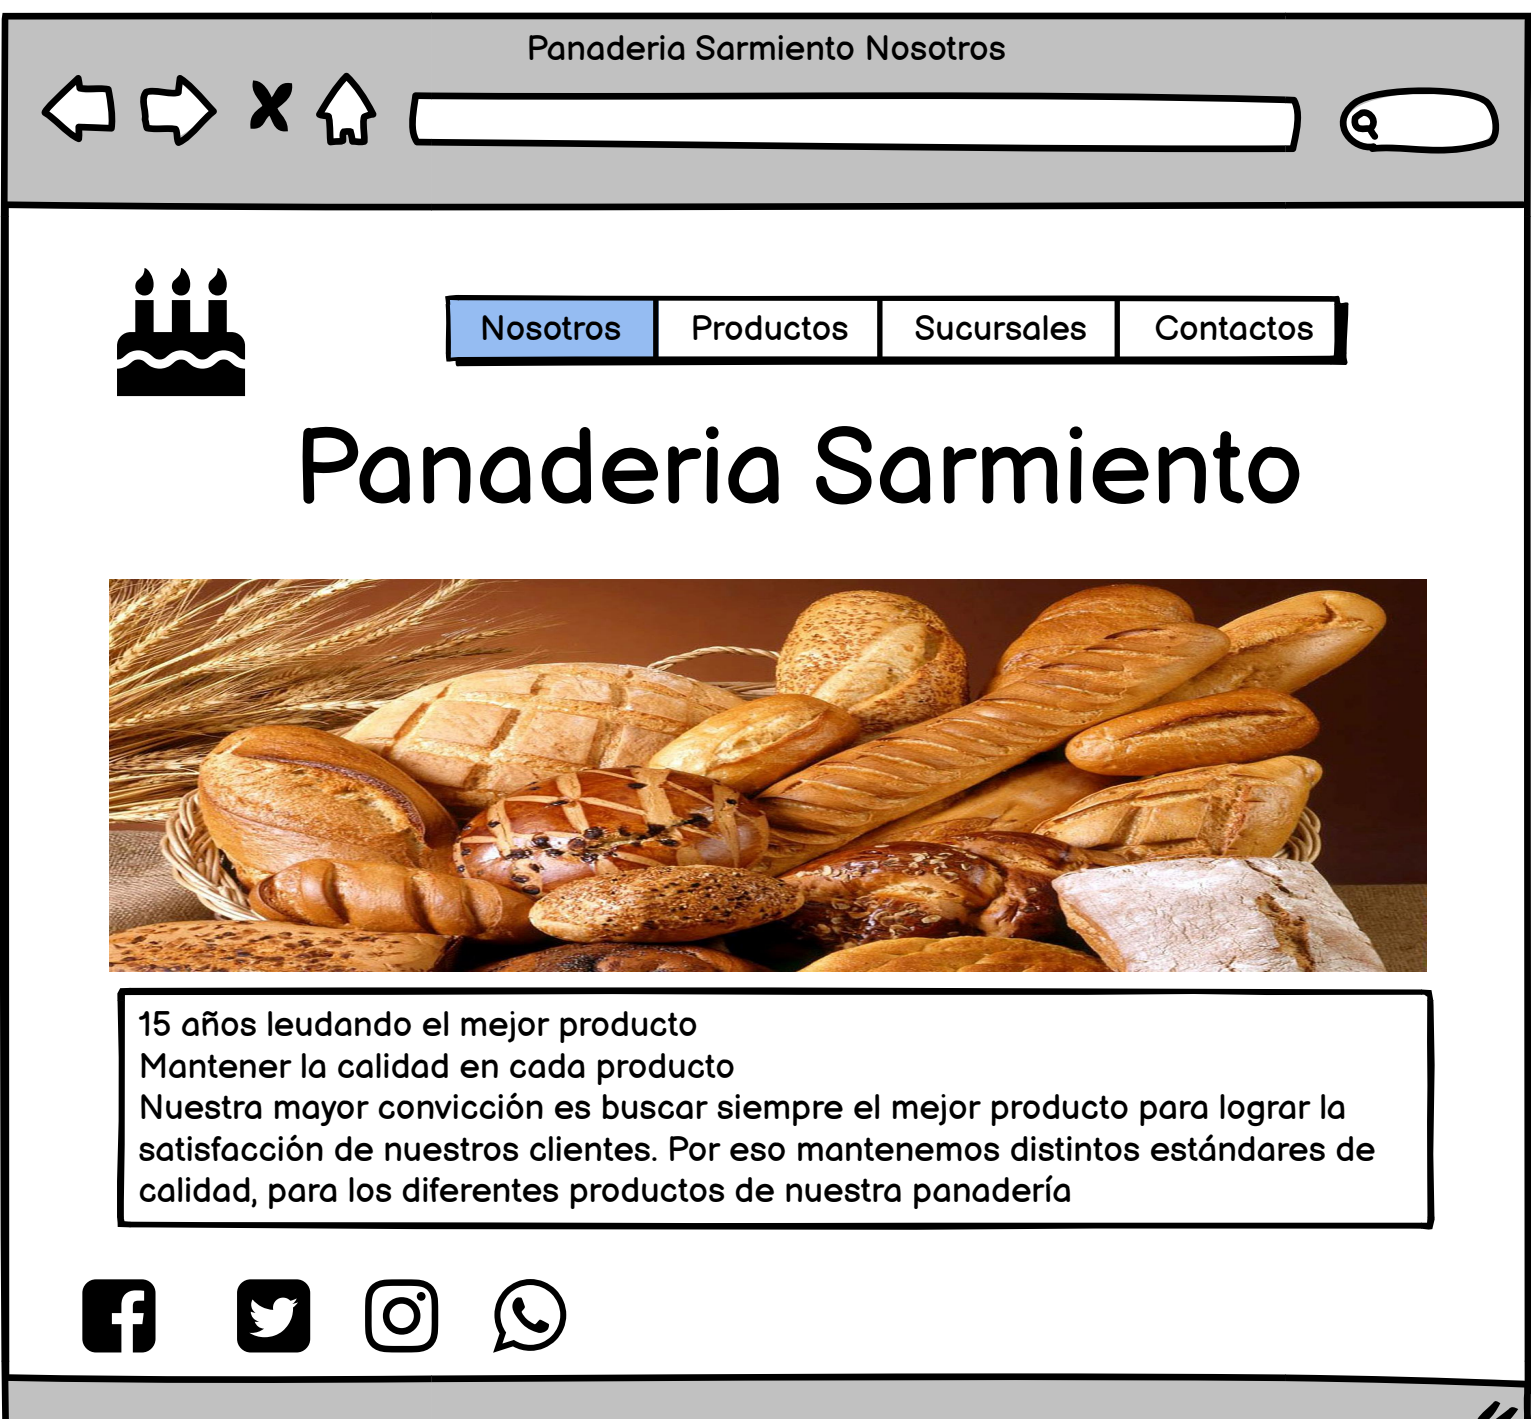 Panaderia Sarmiento Nosotros
Nosotros Productos Sucursales Contactos
Panaderia Sarmiento
15 años leudando el mejor producto
Mantener la calidad en cada producto
Nuestra mayor convicción es buscar siempre el mejor producto para lograr la
satisfacción de nuestros clientes. Por eso mantenemos distintos estándares de
calidad, para los diferentes productos de nuestra panadería